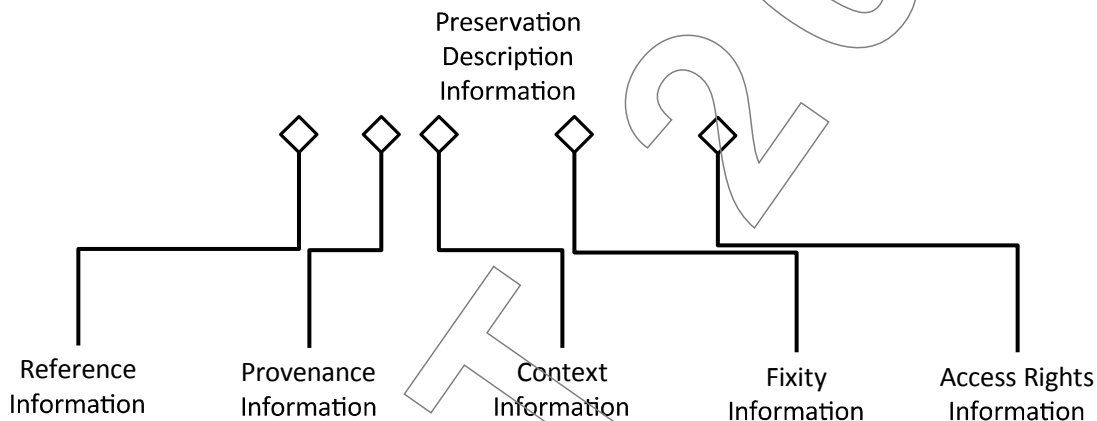 Preservation
Description
Information
Reference
Information
Provenance
Information
Context
Information
Fixity
Information
Access Rights
Information